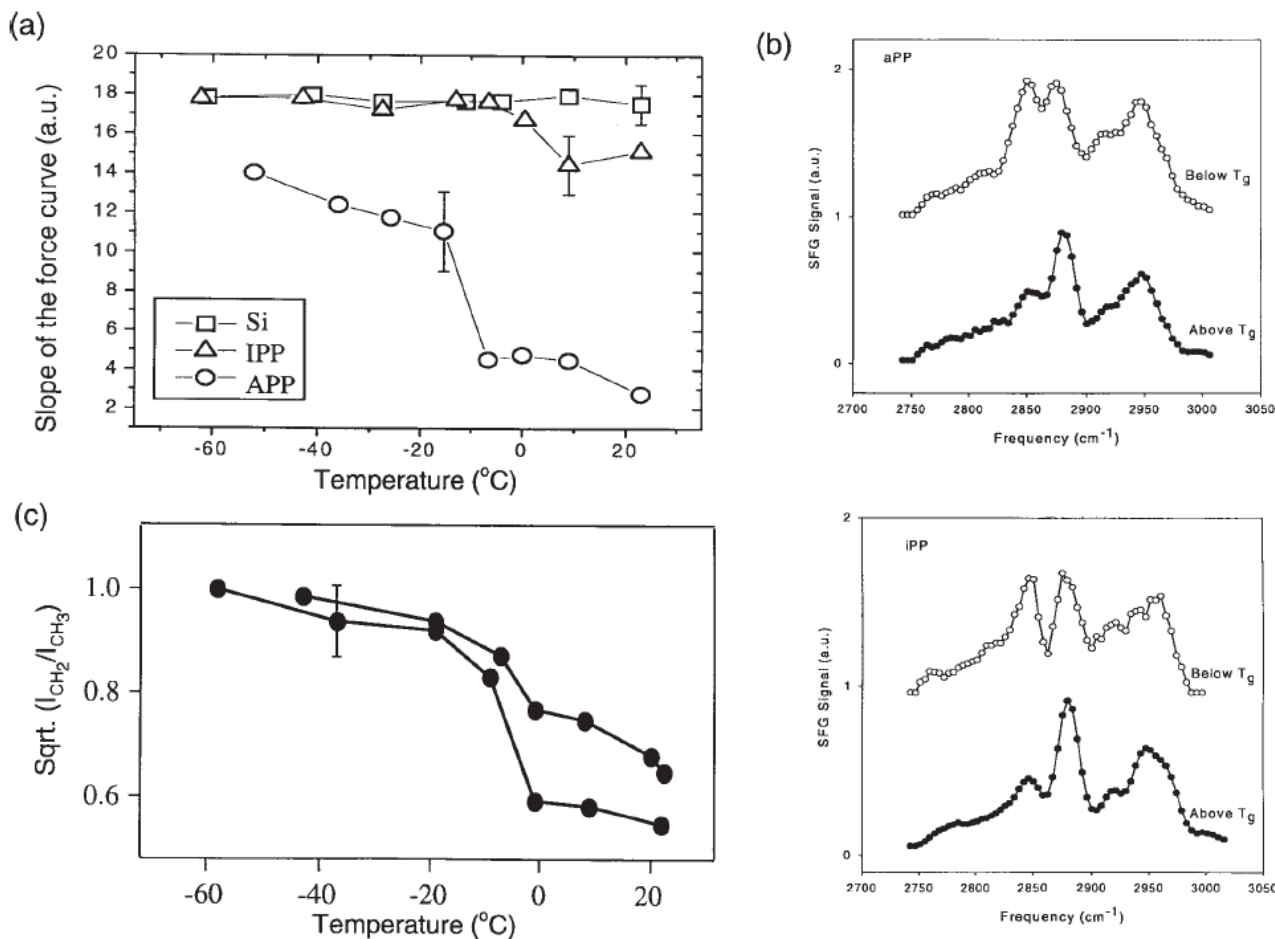 (a)
20
18
16
14
12
10
8
6
4
2
Slope of the force curve (a.u.)
Si
IPP
APP
-60 -40 -20 0 20
Temperature (°C)
(b)
aPP
2
1
0
SFG Signal (a.u.)
Below Tg
Above Tg
2700 2750 2800 2850 2900 2950 3000 3050
Frequency (cm⁻¹)
(c)
1.0
0.8
0.6
Sqrt. (I_CH₂/I_CH₃)
-60 -40 -20 0 20
Temperature (°C)
iPP
2
1
0
SFG Signal (a.u.)
Below Tg
Above Tg
2700 2750 2800 2850 2900 2950 3000 3050
Frequency (cm⁻¹)